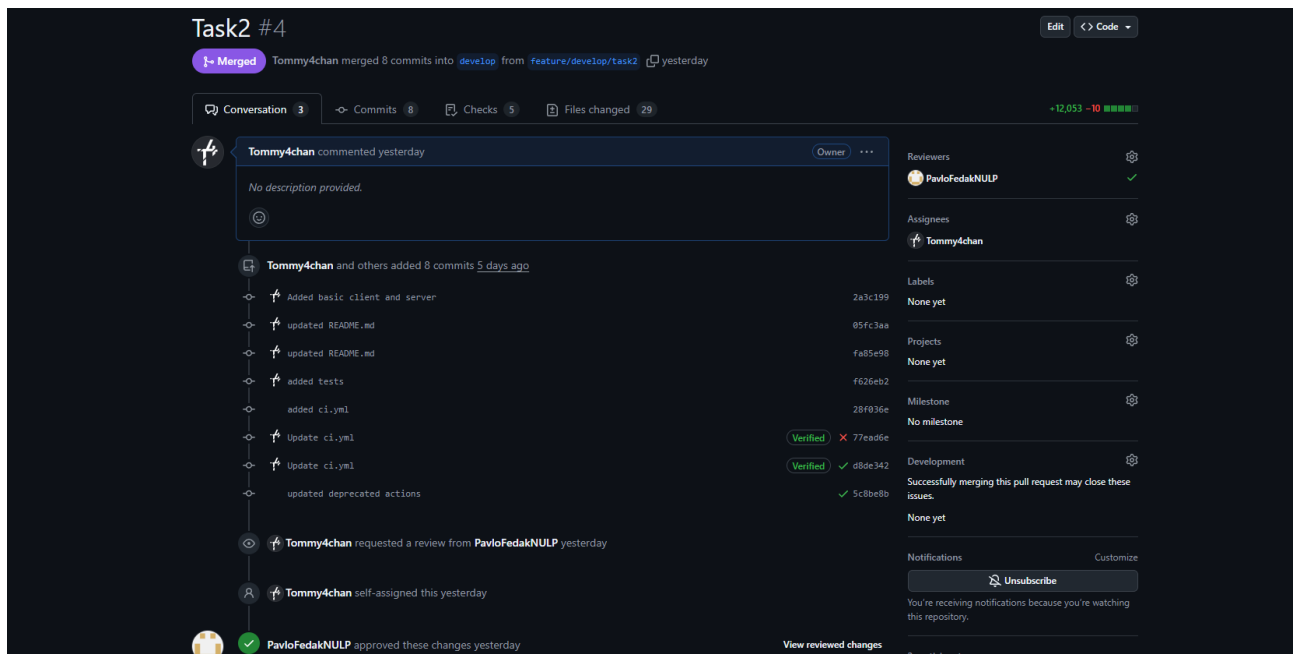 Task2 #4
Edit
<> Code
Merged
Tommy4chan merged 8 commits into develop from feature/develop/task2 yesterday
Conversation 3
Commits 8
Checks 5
Files changed 29
+12,053 −10
Tommy4chan commented yesterday
Owner
No description provided.
Tommy4chan and others added 8 commits 5 days ago
Added basic client and server 2a3c199
updated README.md 05fc3aa
updated README.md fa85e98
added tests f626eb2
added ci.yml 28f036e
Update ci.yml Verified 77ead6e
Update ci.yml Verified d8de342
updated deprecated actions 5c8be8b
Tommy4chan requested a review from PavloFedakNULP yesterday
Tommy4chan self-assigned this yesterday
PavloFedakNULP approved these changes yesterday
View reviewed changes
Reviewers
PavloFedakNULP
Assignees
Tommy4chan
Labels
None yet
Projects
None yet
Milestone
No milestone
Development
Successfully merging this pull request may close these
issues.
None yet
Notifications
Customize
Unsubscribe
You're receiving notifications because you're watching
this repository.